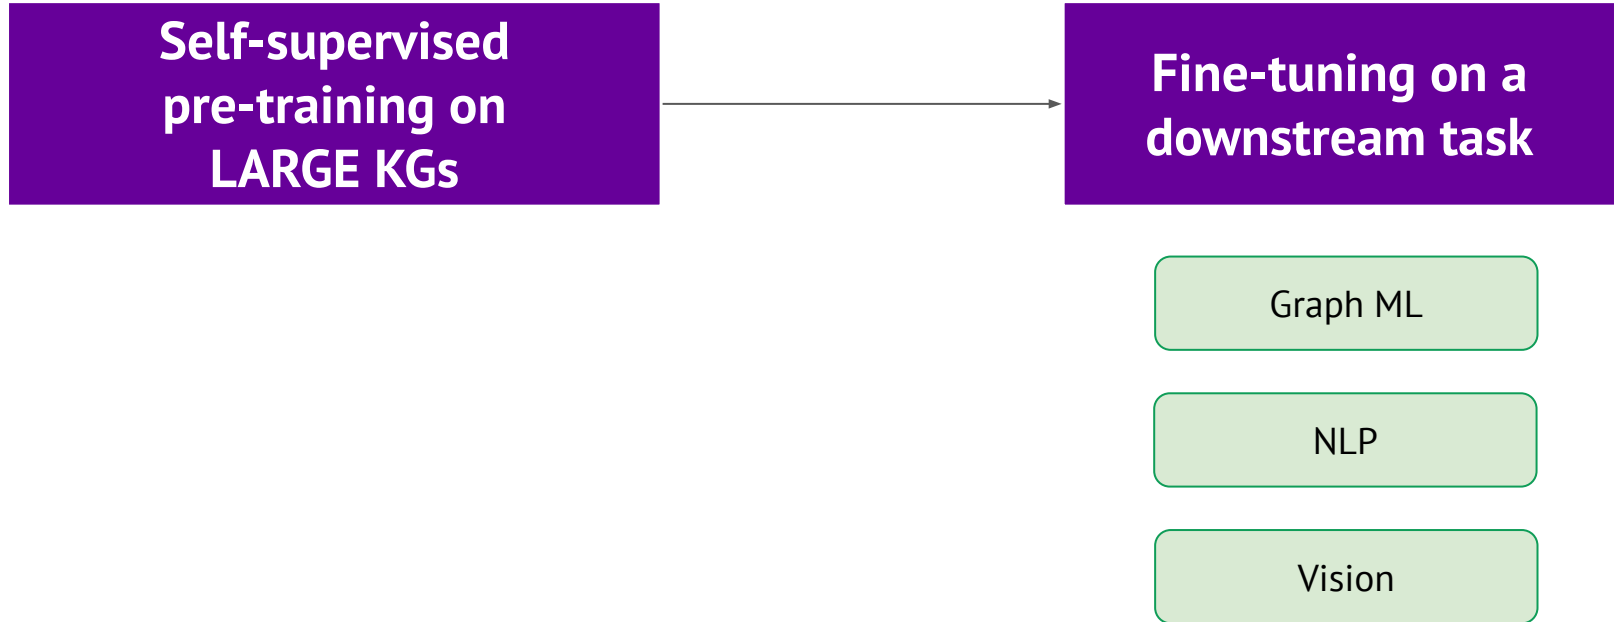 Self-supervised
pre-training on
LARGE KGs
Fine-tuning on a
downstream task
Graph ML
NLP
Vision